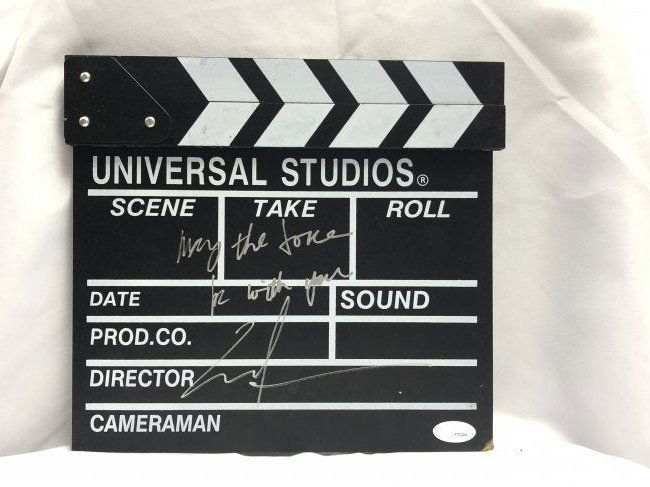 UNIVERSAL STUDIOS®
SCENE TAKE ROLL
may the force
be with you
DATE SOUND
PROD.CO.
DIRECTOR
CAMERAMAN